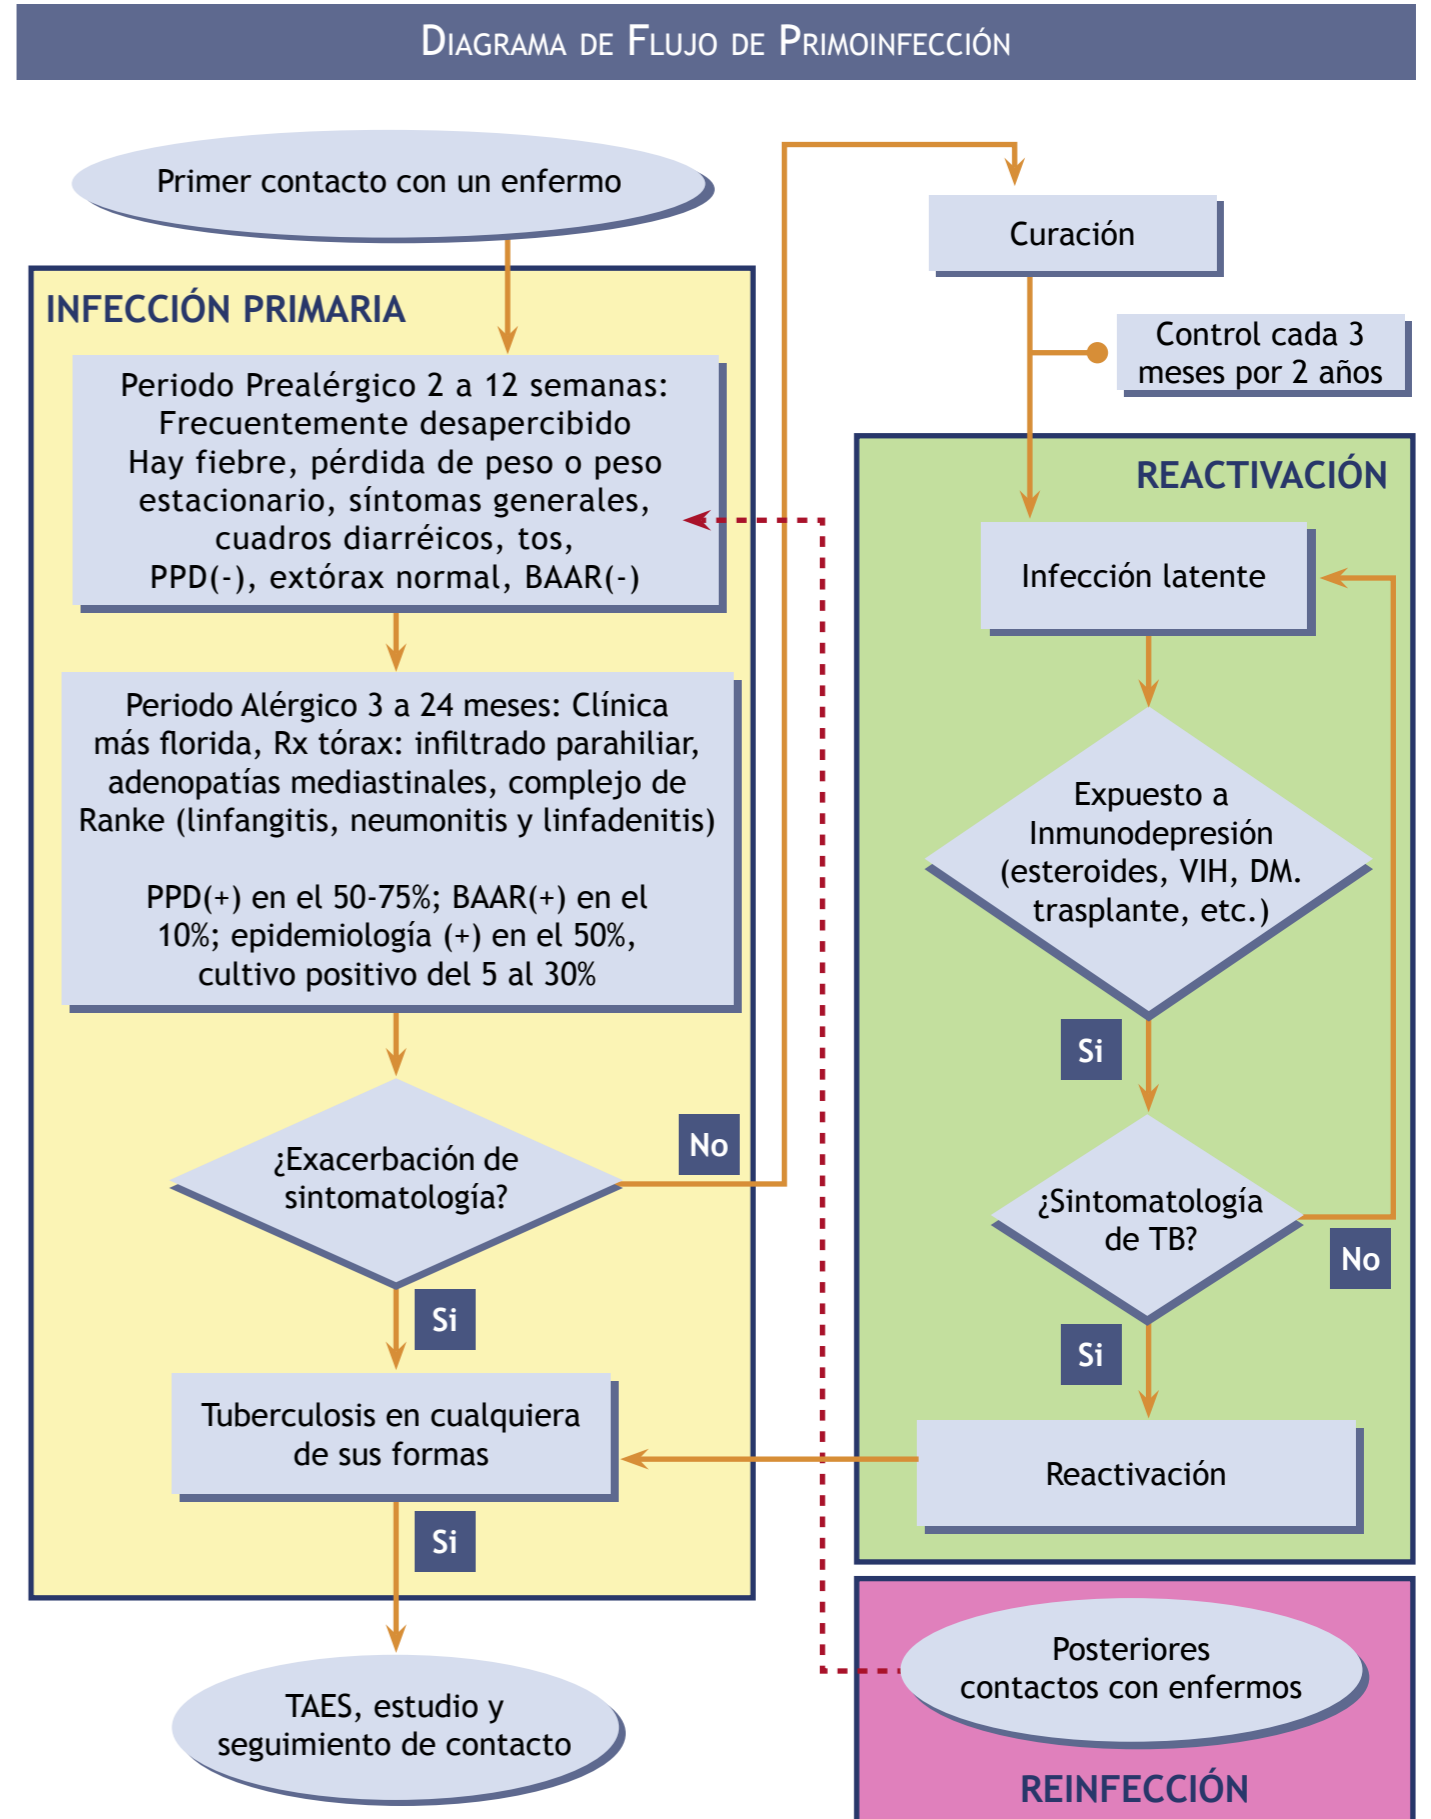 Diagrama de Flujo de Primoinfección
Primer contacto con un enfermo
INFECCIÓN PRIMARIA
Periodo Prealérgico 2 a 12 semanas:
Frecuentemente desapercibido
Hay fiebre, pérdida de peso o peso
estacionario, síntomas generales,
cuadros diarréicos, tos,
PPD(-), extórax normal, BAAR(-)
Periodo Alérgico 3 a 24 meses: Clínica
más florida, Rx tórax: infiltrado parahiliar,
adenopatías mediastinales, complejo de
Ranke (linfangitis, neumonitis y linfadenitis)
PPD(+) en el 50-75%; BAAR(+) en el
10%; epidemiología (+) en el 50%,
cultivo positivo del 5 al 30%
¿Exacerbación de
sintomatología?
No
Si
Tuberculosis en cualquiera
de sus formas
Si
TAES, estudio y
seguimiento de contacto
Curación
Control cada 3
meses por 2 años
REACTIVACIÓN
Infección latente
Expuesto a
Inmunodepresión
(esteroides, VIH, DM.
trasplante, etc.)
Si
¿Sintomatología
de TB?
No
Si
Reactivación
Posteriores
contactos con enfermos
REINFECCIÓN